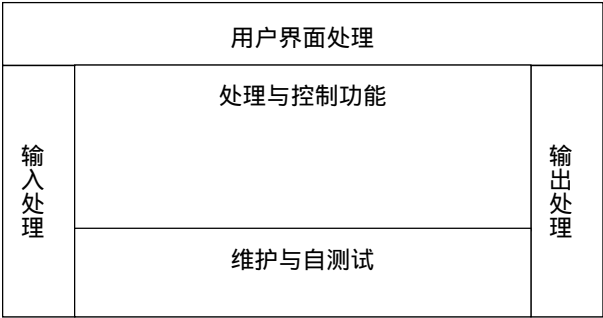 用户界面处理
处理与控制功能
输入处理
输出处理
维护与自测试